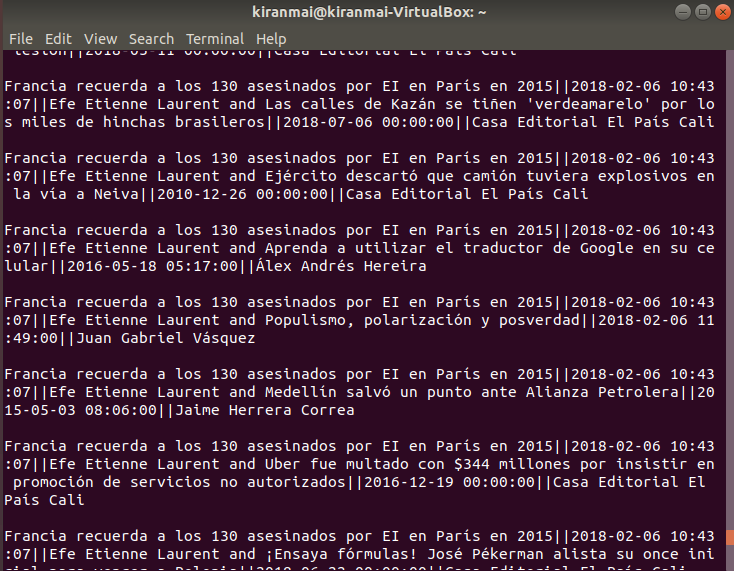 kiranmai@kiranmai-VirtualBox: ~
File Edit View Search Terminal Help
00:00:00||Casa Editorial El País Cali
Francia recuerda a los 130 asesinados por EI en París en 2015||2018-02-06 10:43
:07||Efe Etienne Laurent and Las calles de Kazán se tiñen 'verdeamarelo' por lo
s miles de hinchas brasileros||2018-07-06 00:00:00||Casa Editorial El País Cali
Francia recuerda a los 130 asesinados por EI en París en 2015||2018-02-06 10:43
:07||Efe Etienne Laurent and Ejército descartó que camión tuviera explosivos en
la vía a Neiva||2010-12-26 00:00:00||Casa Editorial El País Cali
Francia recuerda a los 130 asesinados por EI en París en 2015||2018-02-06 10:43
:07||Efe Etienne Laurent and Aprenda a utilizar el traductor de Google en su ce
lular||2016-05-18 05:17:00||Álex Andrés Hereira
Francia recuerda a los 130 asesinados por EI en París en 2015||2018-02-06 10:43
:07||Efe Etienne Laurent and Populismo, polarización y posverdad||2018-02-06 11
:49:00||Juan Gabriel Vásquez
Francia recuerda a los 130 asesinados por EI en París en 2015||2018-02-06 10:43
:07||Efe Etienne Laurent and Medellín salvó un punto ante Alianza Petrolera||20
15-05-03 08:06:00||Jaime Herrera Correa
Francia recuerda a los 130 asesinados por EI en París en 2015||2018-02-06 10:43
:07||Efe Etienne Laurent and Uber fue multado con $344 millones por insistir en
promoción de servicios no autorizados||2016-12-19 00:00:00||Casa Editorial El
País Cali
Francia recuerda a los 130 asesinados por EI en París en 2015||2018-02-06 10:43
:07||Efe Etienne Laurent and ¡Ensaya fórmulas! José Pékerman alista su once ini
cial para vencer a Polonia||2018-06-23 00:00:00||Casa Editorial El País Cali